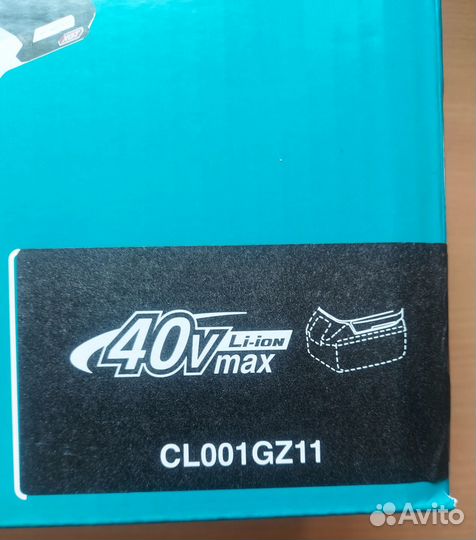 40V Li-ion
max
CL001GZ11
Avito